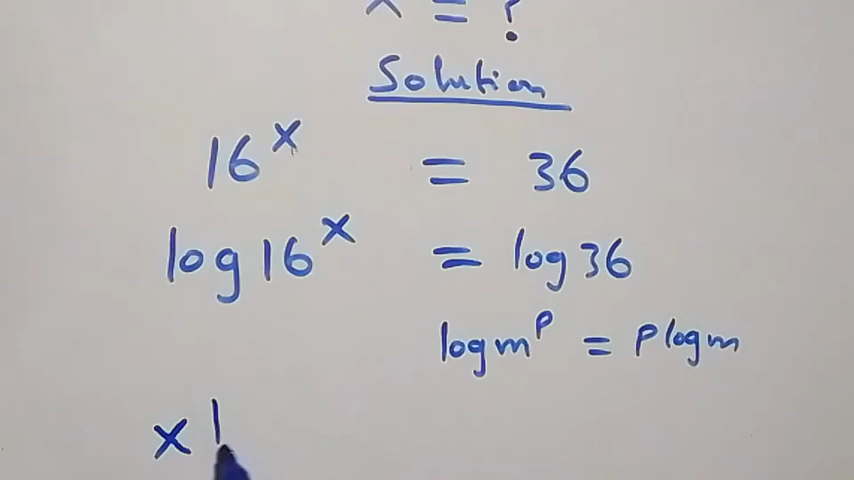 x = ?
Solution
16^x = 36
log 16^x = log 36
log m^p = p log m
x l